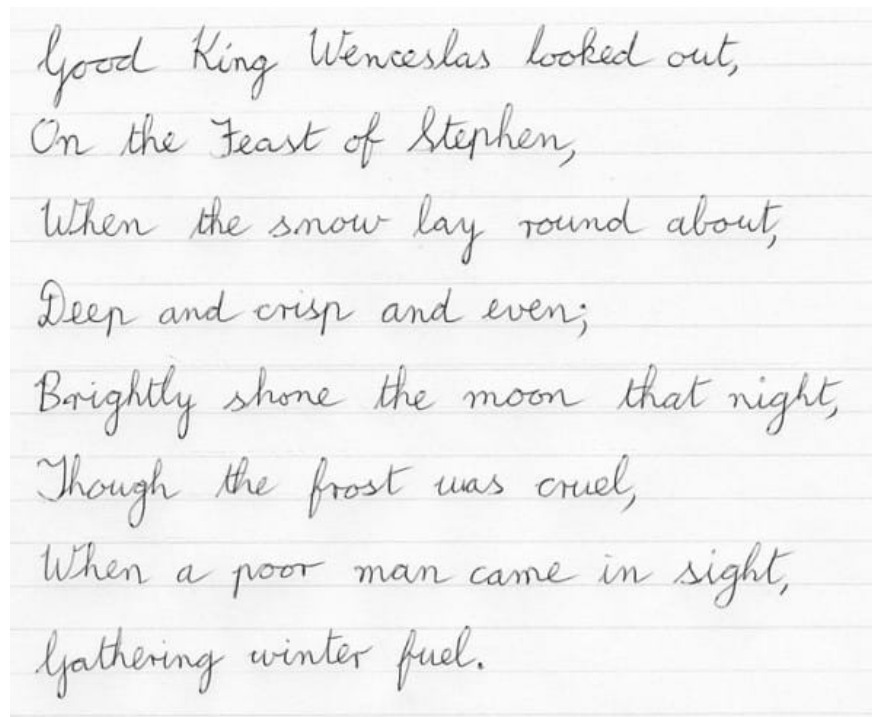 Good King Wenceslas looked out,
On the Feast of Stephen,
When the snow lay round about,
Deep and crisp and even;
Brightly shone the moon that night,
Though the frost was cruel,
When a poor man came in sight,
Gathering winter fuel.